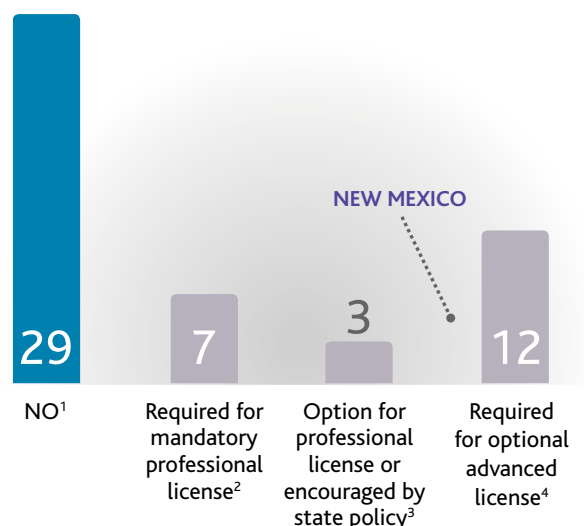 NEW MEXICO
29
7
3
12
NO¹
Required for
mandatory
professional
license²
Option for
professional
license or
encouraged by
state policy³
Required
for optional
advanced
license⁴